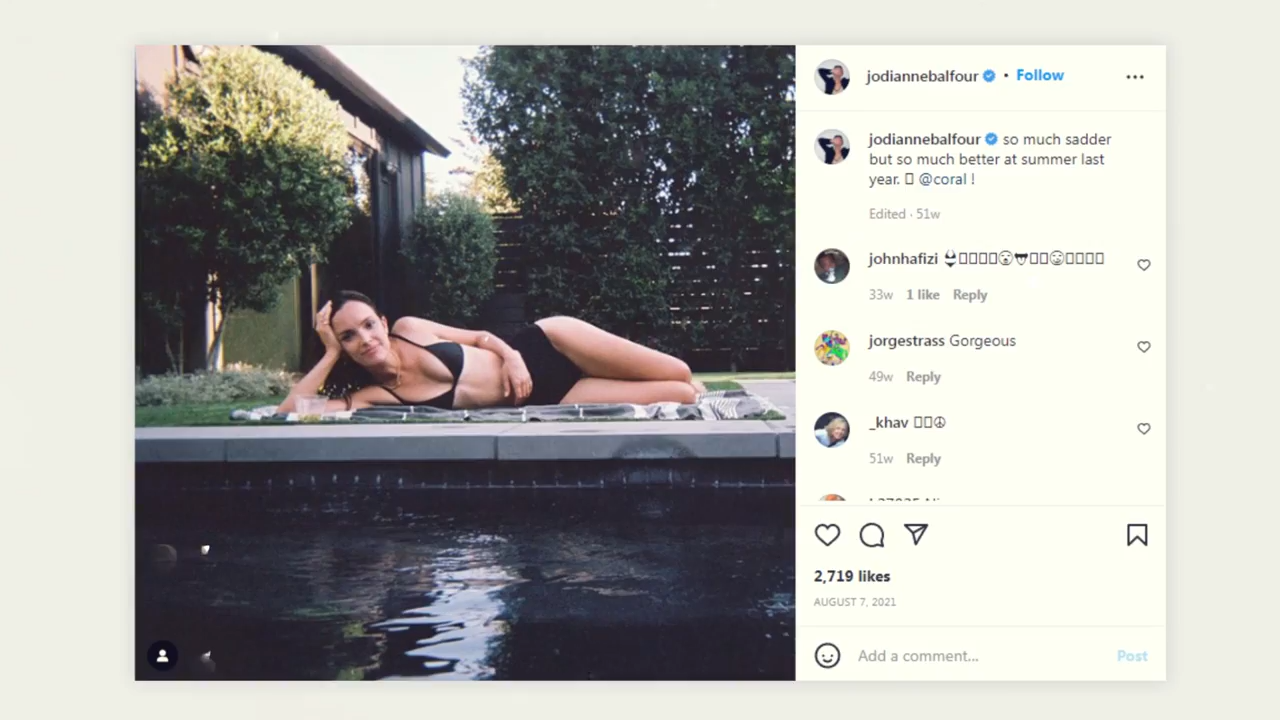 jodiannebalfour • Follow
jodiannebalfour so much sadder
but so much better at summer last
year. @coral !
Edited · 51w
johnhafizi
33w 1 like Reply
jorgestrass Gorgeous
49w Reply
_khav
51w Reply
2,719 likes
AUGUST 7, 2021
Add a comment... Post